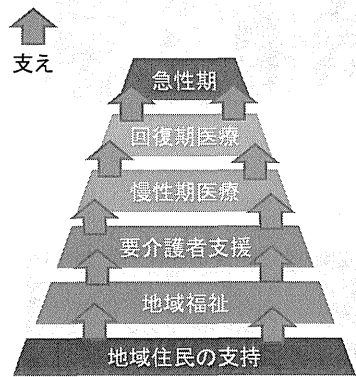 支え
急性期
回復期医療
慢性期医療
要介護者支援
地域福祉
地域住民の支持